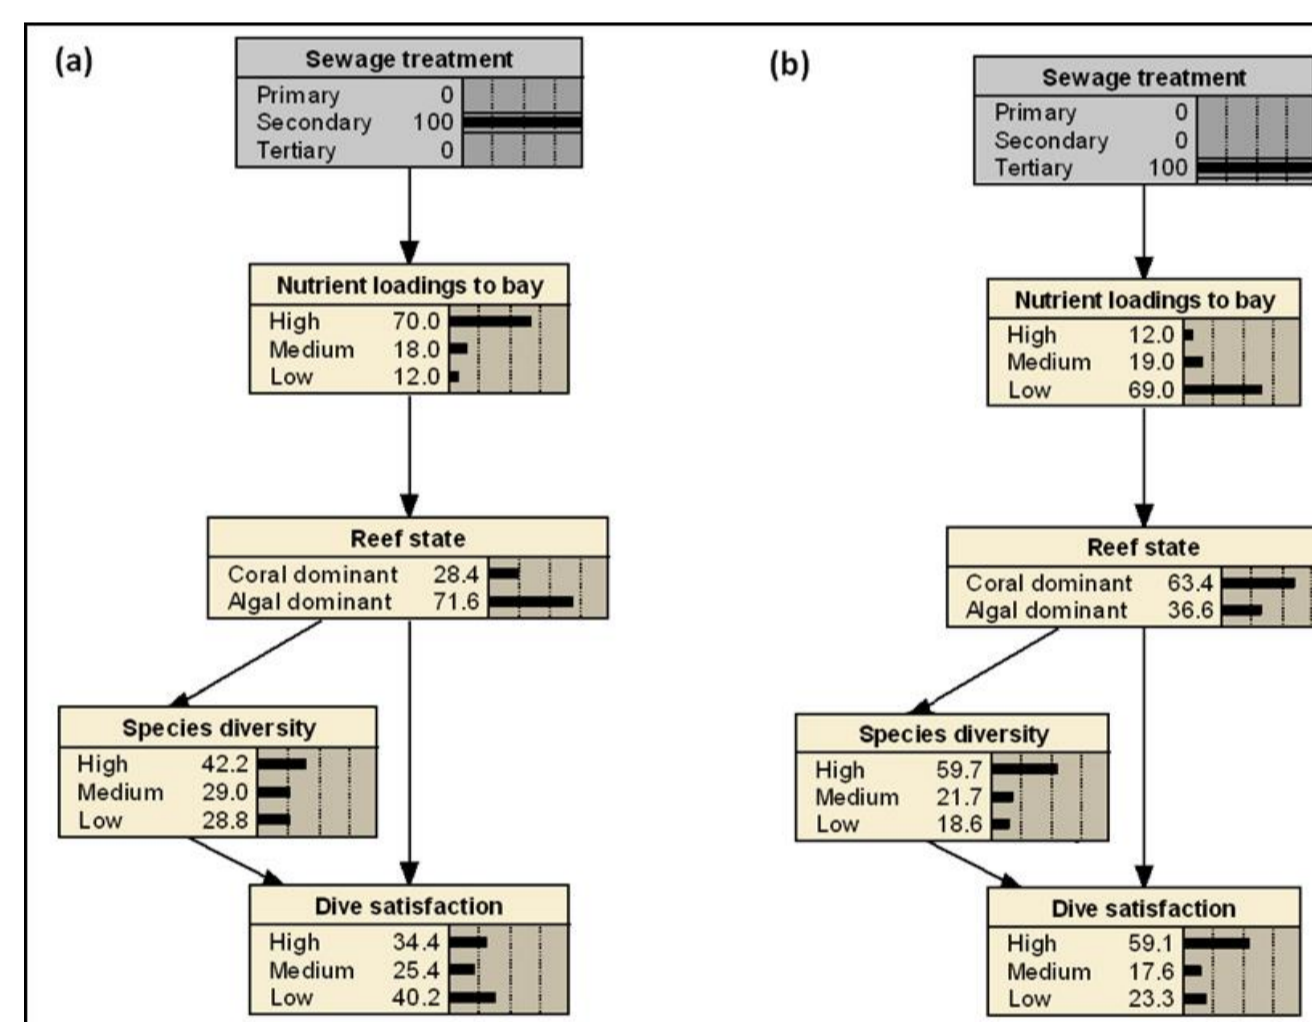 (a)
Sewage treatment
Primary 0
Secondary 100
Tertiary 0
Nutrient loadings to bay
High 70.0
Medium 18.0
Low 12.0
Reef state
Coral dominant 28.4
Algal dominant 71.6
Species diversity
High 42.2
Medium 29.0
Low 28.8
Dive satisfaction
High 34.4
Medium 25.4
Low 40.2
(b)
Sewage treatment
Primary 0
Secondary 0
Tertiary 100
Nutrient loadings to bay
High 12.0
Medium 19.0
Low 69.0
Reef state
Coral dominant 63.4
Algal dominant 36.6
Species diversity
High 59.7
Medium 21.7
Low 18.6
Dive satisfaction
High 59.1
Medium 17.6
Low 23.3